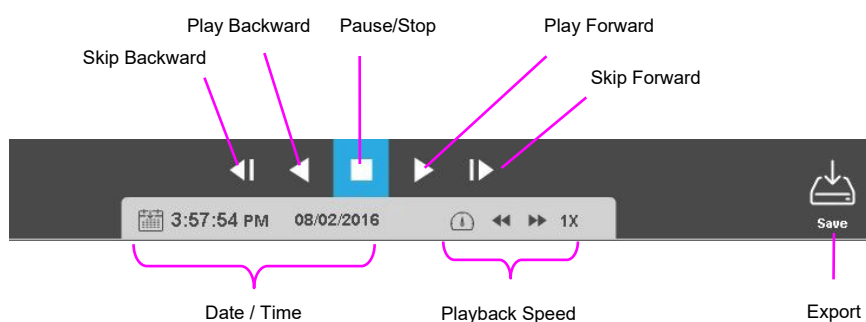 Play Backward Pause/Stop Play Forward
Skip Backward
Skip Forward
3:57:54 PM 08/02/2016 1X
Save
Date / Time Playback Speed Export